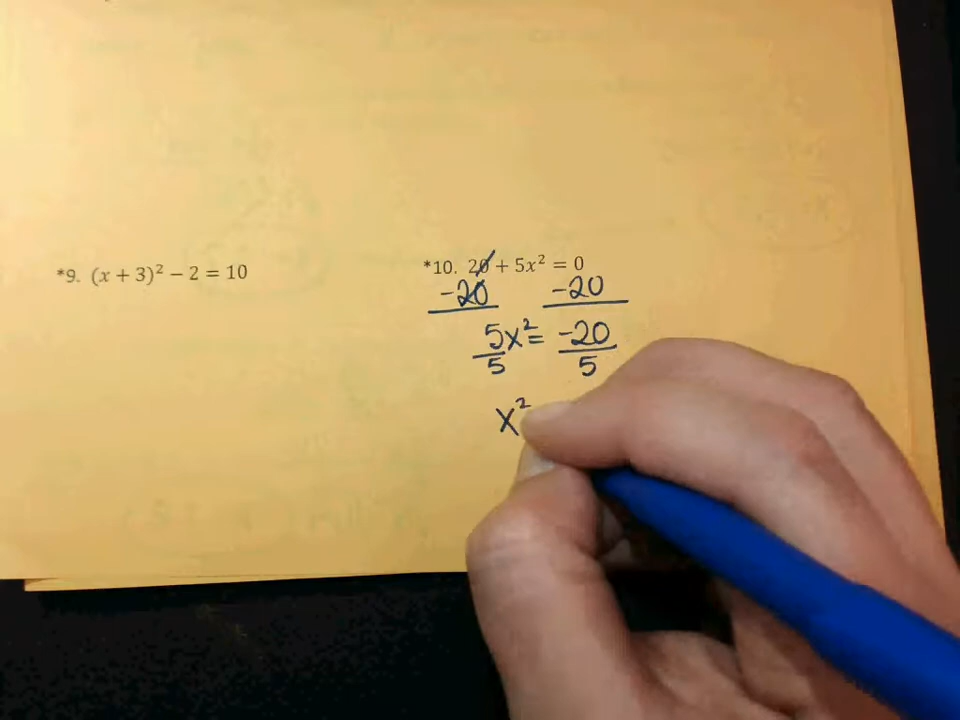 *9. (x + 3)² − 2 = 10
*10. 20 + 5x² = 0
-20 -20
5x² = -20
5 5
x²